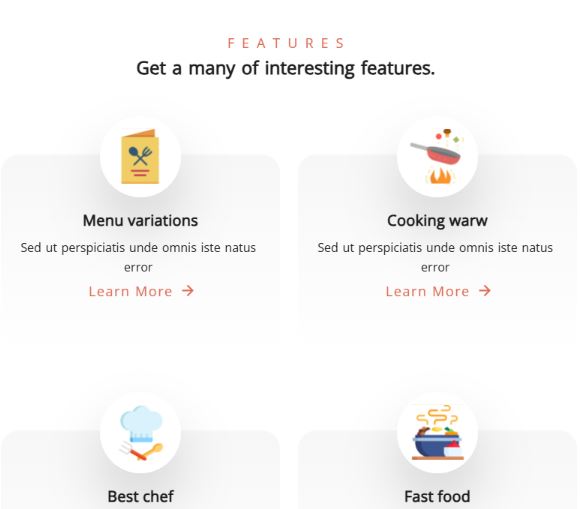 FEATURES
Get a many of interesting features.
Menu variations
Sed ut perspiciatis unde omnis iste natus
error
Learn More
Cooking warw
Sed ut perspiciatis unde omnis iste natus
error
Learn More
Best chef
Fast food